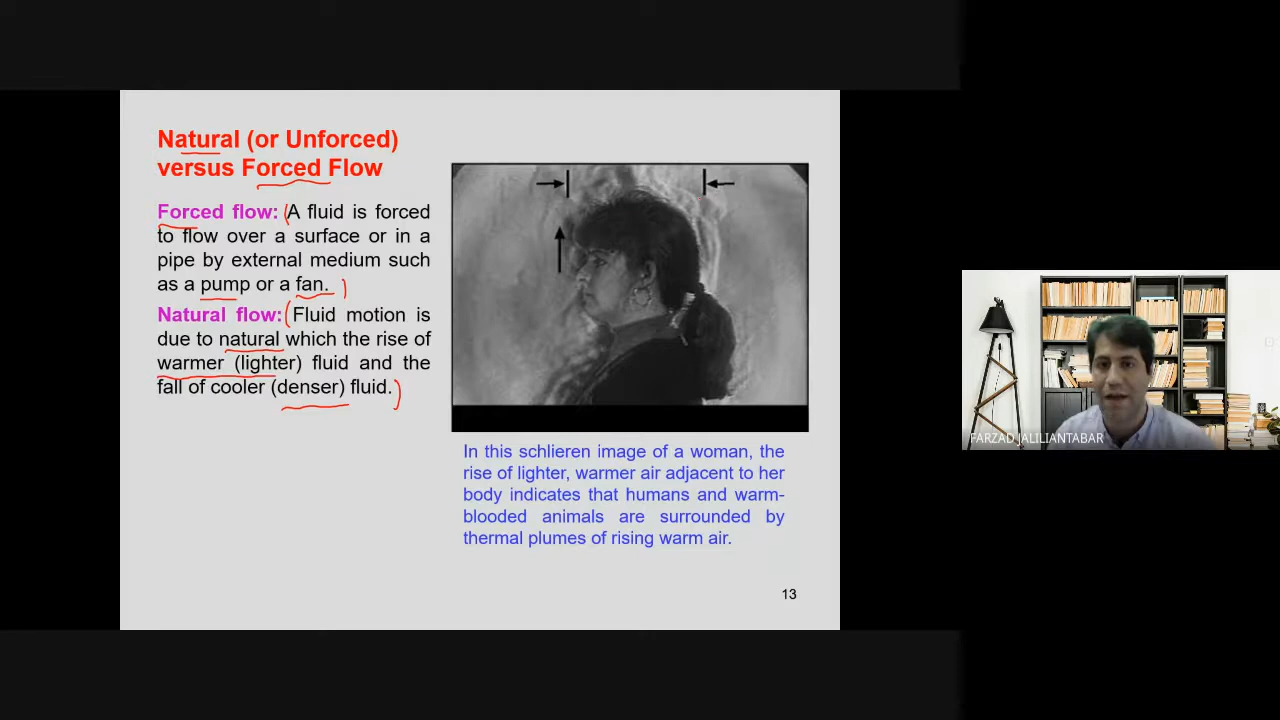 Natural (or Unforced)
versus Forced Flow
Forced flow: A fluid is forced
to flow over a surface or in a
pipe by external medium such
as a pump or a fan.
Natural flow: Fluid motion is
due to natural which the rise of
warmer (lighter) fluid and the
fall of cooler (denser) fluid.
In this schlieren image of a woman, the
rise of lighter, warmer air adjacent to her
body indicates that humans and warm-
blooded animals are surrounded by
thermal plumes of rising warm air.
13
FARZAD JALILIANTABAR